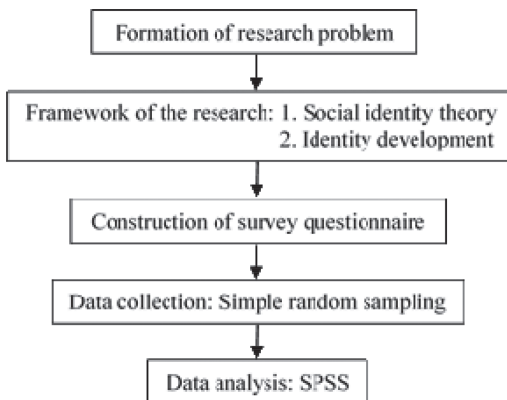 Formation of research problem
Framework of the research: 1. Social identity theory
2. Identity development
Construction of survey questionnaire
Data collection: Simple random sampling
Data analysis: SPSS